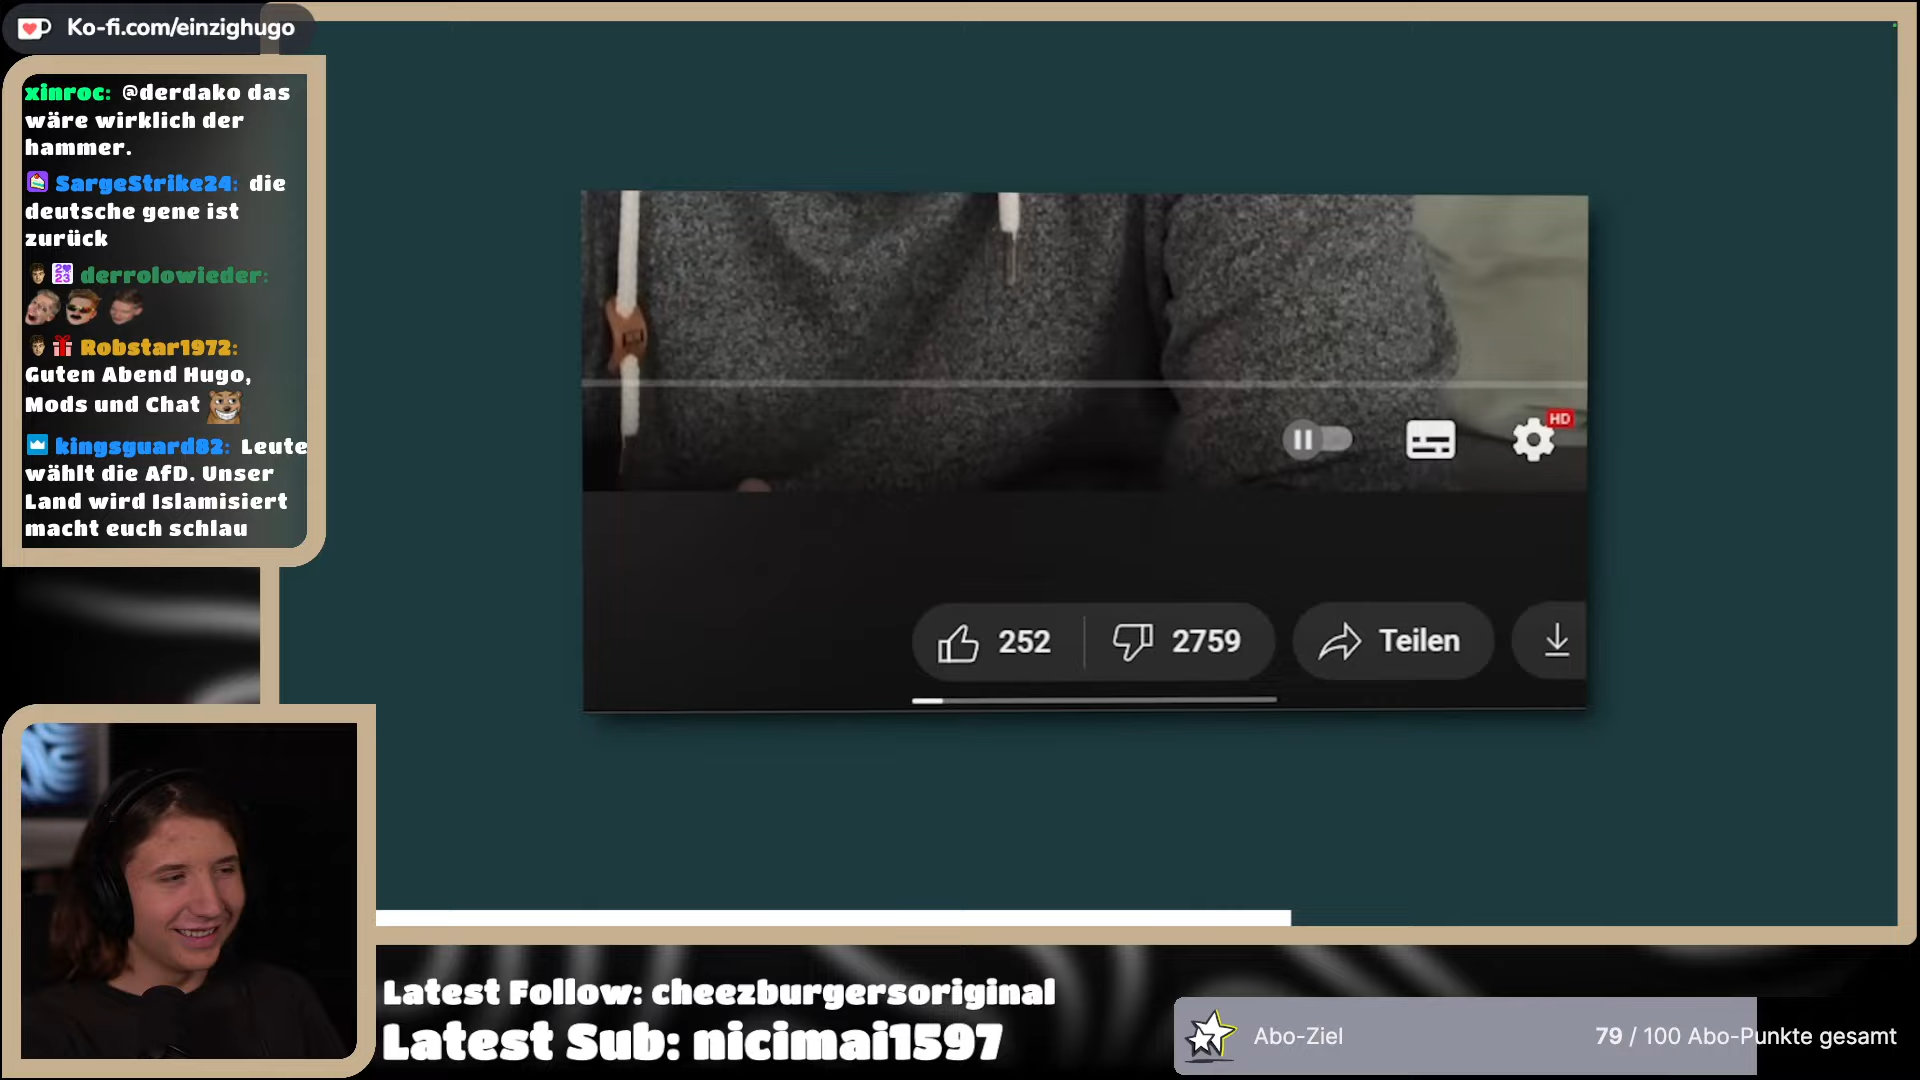 Ko-fi.com/einzighugo
xinroc: @derdako das
wäre wirklich der
hammer.
SargeStrike24: die
deutsche gene ist
zurück
derrolowieder:
Robstar1972:
Guten Abend Hugo,
Mods und Chat
kingsguard82: Leute
wählt die AfD. Unser
Land wird Islamisiert
macht euch schlau
HD
252
2759
Teilen
Latest Follow: cheezburgersoriginal
Latest Sub: nicimai1597
Abo-Ziel
79 / 100 Abo-Punkte gesamt